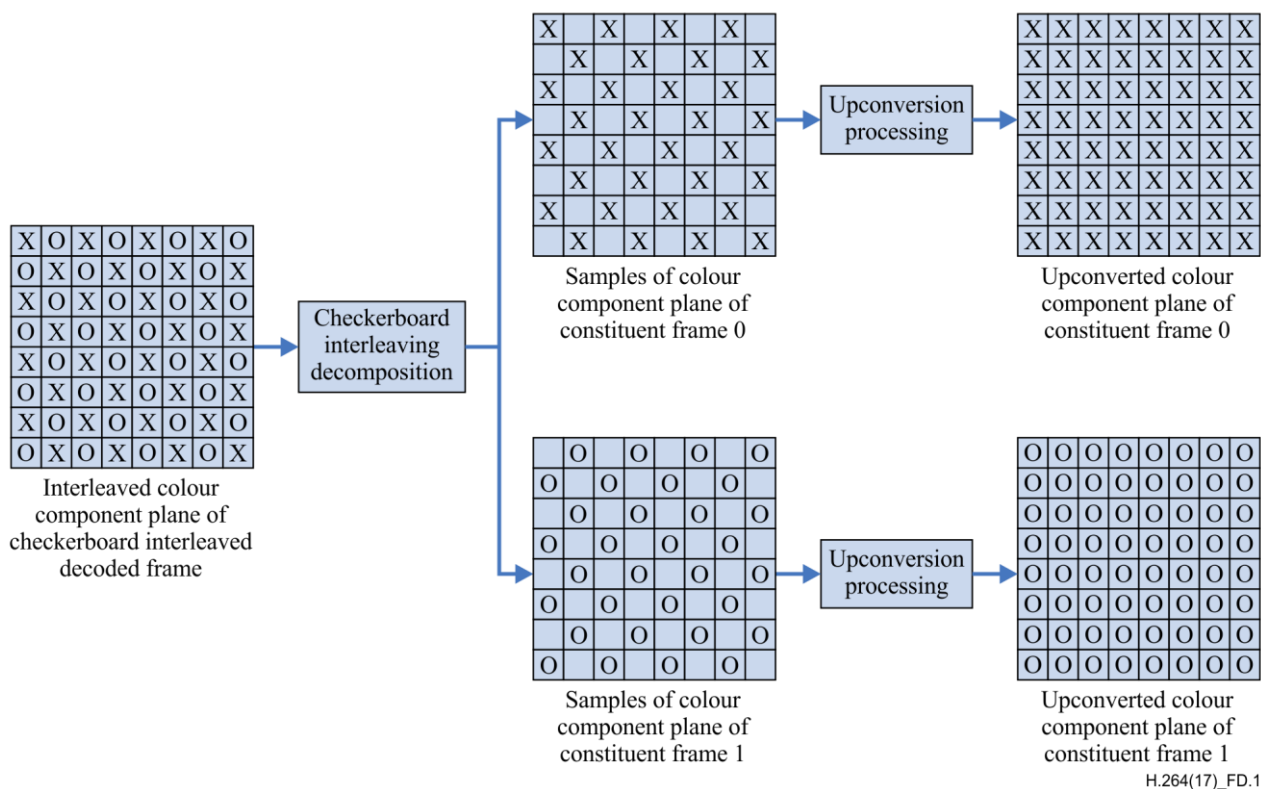 X O X O X O X O
O X O X O X O X
X O X O X O X O
O X O X O X O X
X O X O X O X O
O X O X O X O X
X O X O X O X O
O X O X O X O X
Interleaved colour
component plane of
checkerboard interleaved
decoded frame
Checkerboard
interleaving
decomposition
X X X X
X X X X
X X X X
X X X X
X X X X
X X X X
X X X X
X X X X
Samples of colour
component plane of
constituent frame 0
Upconversion
processing
X X X X X X X X
X X X X X X X X
X X X X X X X X
X X X X X X X X
X X X X X X X X
X X X X X X X X
X X X X X X X X
X X X X X X X X
Upconverted colour
component plane of
constituent frame 0
O O O O
O O O O
O O O O
O O O O
O O O O
O O O O
O O O O
O O O O
Samples of colour
component plane of
constituent frame 1
Upconversion
processing
O O O O O O O O
O O O O O O O O
O O O O O O O O
O O O O O O O O
O O O O O O O O
O O O O O O O O
O O O O O O O O
O O O O O O O O
Upconverted colour
component plane of
constituent frame 1
H.264(17)_FD.1